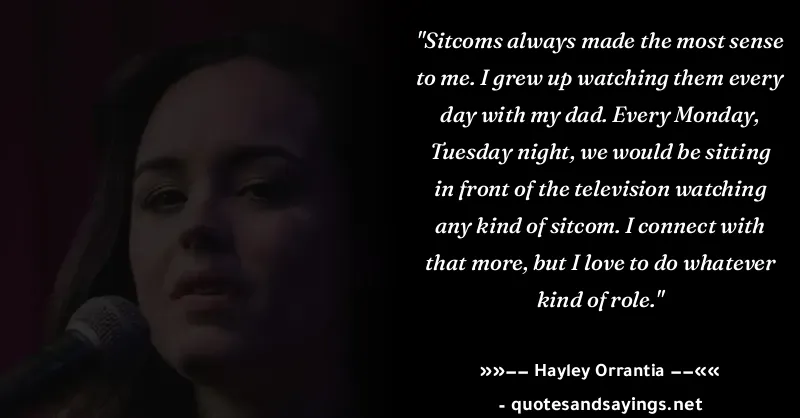 "Sitcoms always made the most sense
to me. I grew up watching them every
day with my dad. Every Monday,
Tuesday night, we would be sitting
in front of the television watching
any kind of sitcom. I connect with
that more, but I love to do whatever
kind of role."
»»−− Hayley Orrantia −−««
- quotesandsayings.net